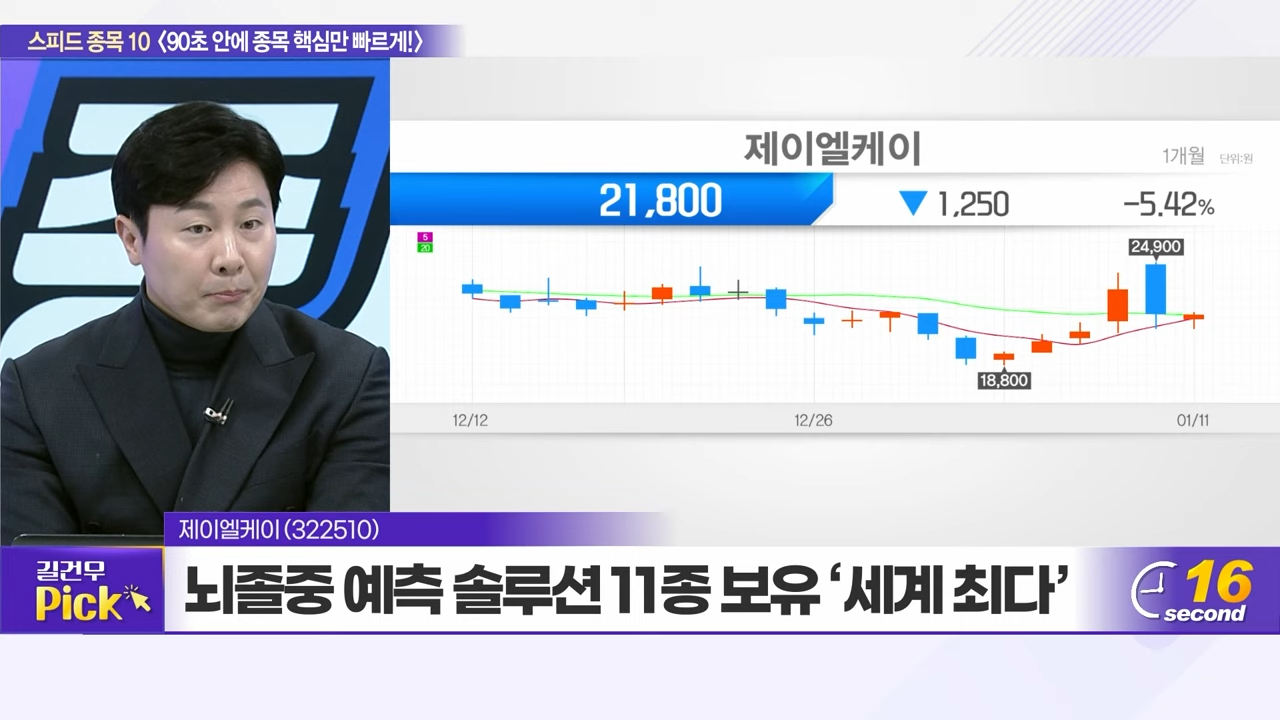 스피드 종목 10 〈90초 안에 종목 핵심만 빠르게!〉
제이엘케이
1개월 단위:원
21,800 ▼ 1,250 -5.42%
5
20
24,900
18,800
12/12 12/26 01/11
제이엘케이 (322510)
길건무
Pick
뇌졸중 예측 솔루션 11종 보유 ‘세계 최다’
16
second